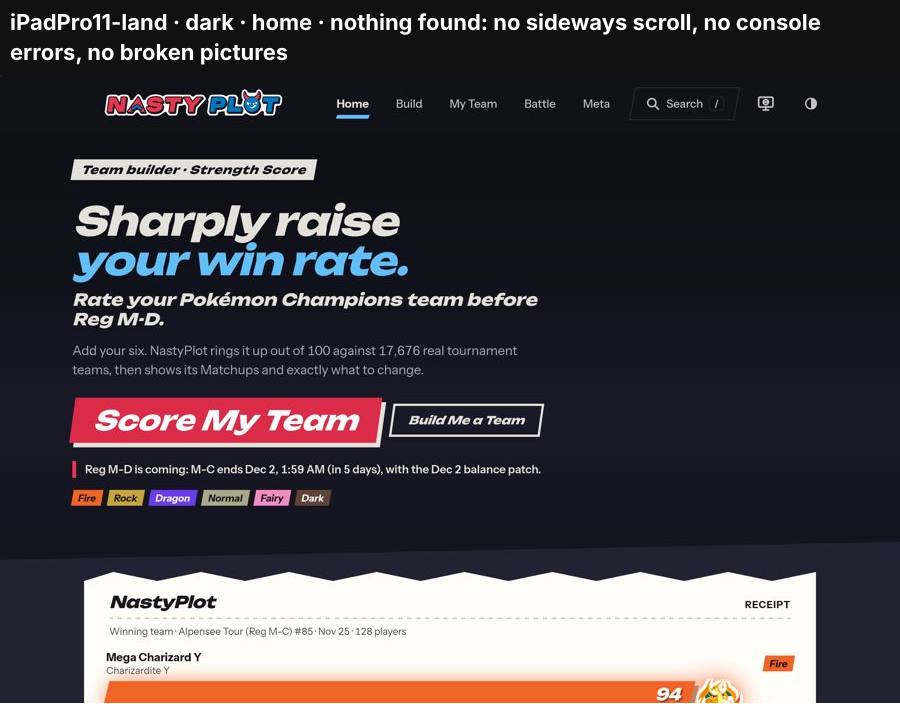 iPadPro11-land · dark · home · nothing found: no sideways scroll, no console
errors, no broken pictures
NASTY PLOT
Home
Build
My Team
Battle
Meta
Search /
Team builder · Strength Score
Sharply raise
your win rate.
Rate your Pokémon Champions team before
Reg M-D.
Add your six. NastyPlot rings it up out of 100 against 17,676 real tournament
teams, then shows its Matchups and exactly what to change.
Score My Team
Build Me a Team
Reg M-D is coming: M-C ends Dec 2, 1:59 AM (in 5 days), with the Dec 2 balance patch.
Fire
Rock
Dragon
Normal
Fairy
Dark
NastyPlot
RECEIPT
Winning team · Alpensee Tour (Reg M-C) #85 · Nov 25 · 128 players
Mega Charizard Y
Charizardite Y
Fire
94